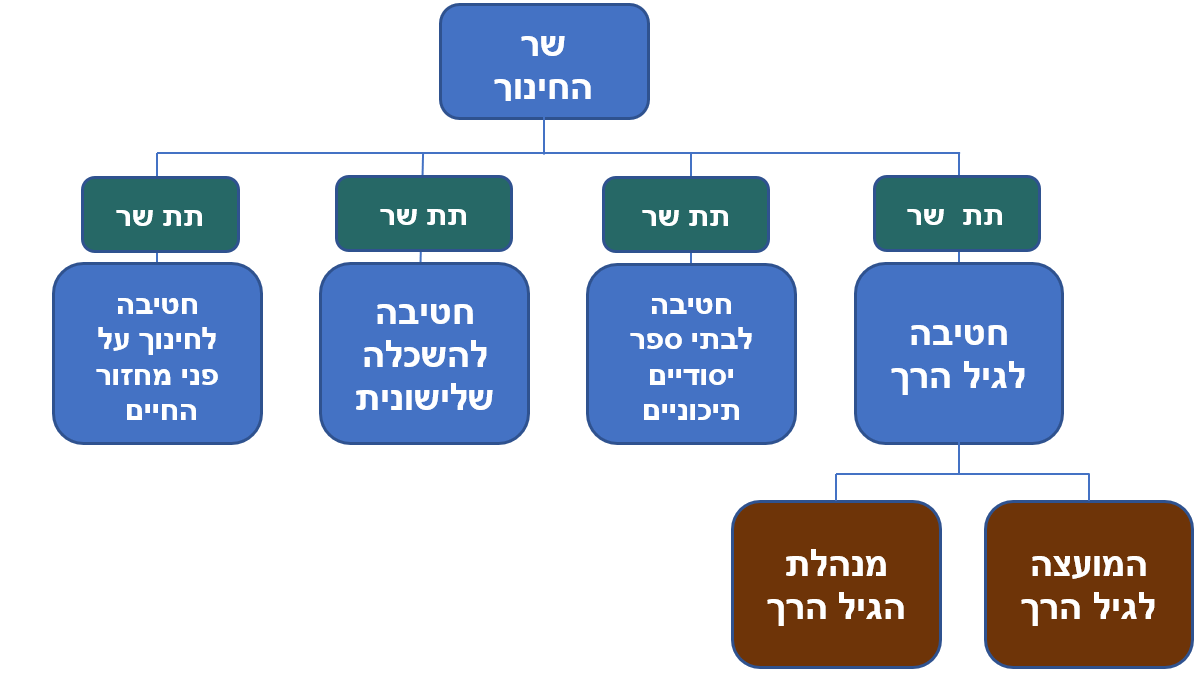 שר
החינוך
תת  שר
תת שר
תת שר
תת שר
חטיבה
לגיל הרך
חטיבה
לבתי ספר
יסודיים
תיכוניים
חטיבה
להשכלה
שלישונית
חטיבה
לחינוך על
פני מחזור
החיים
המועצה
לגיל הרך
מנהלת
הגיל הרך